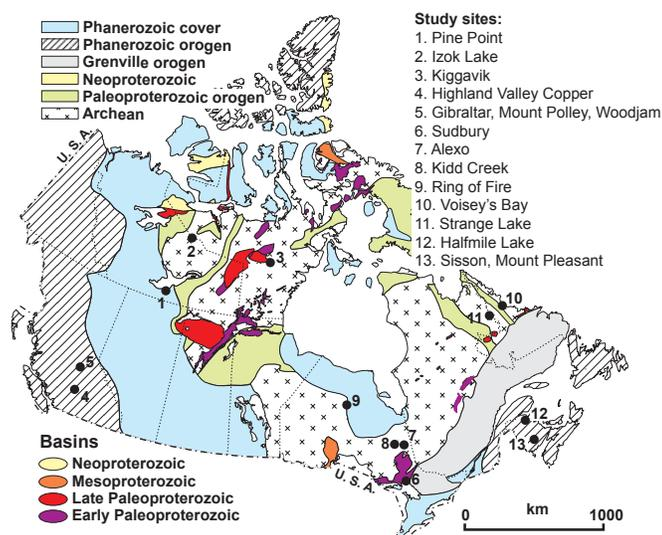 Phanerozoic cover
Phanerozoic orogen
Grenville orogen
Neoproterozoic
Paleoproterozoic orogen
Archean
Study sites:
1. Pine Point
2. Izok Lake
3. Kiggavik
4. Highland Valley Copper
5. Gibraltar, Mount Polley, Woodjam
6. Sudbury
7. Alexo
8. Kidd Creek
9. Ring of Fire
10. Voisey's Bay
11. Strange Lake
12. Halfmile Lake
13. Sisson, Mount Pleasant
U.S.A.
2
3
1
10
11
5
4
9
12
8
7
13
6
U.S.A.
Basins
Neoproterozoic
Mesoproterozoic
Late Paleoproterozoic
Early Paleoproterozoic
km
0
1000